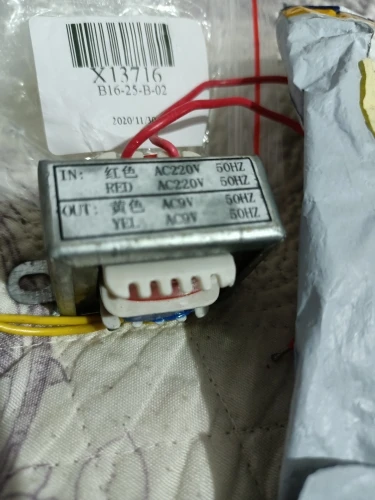 X13716
B16-25-B-02
2020/11/30
IN: 红色 AC220V 50HZ
RED AC220V 50HZ
OUT: 黄色 AC9V 50HZ
YEL AC9V 50HZ